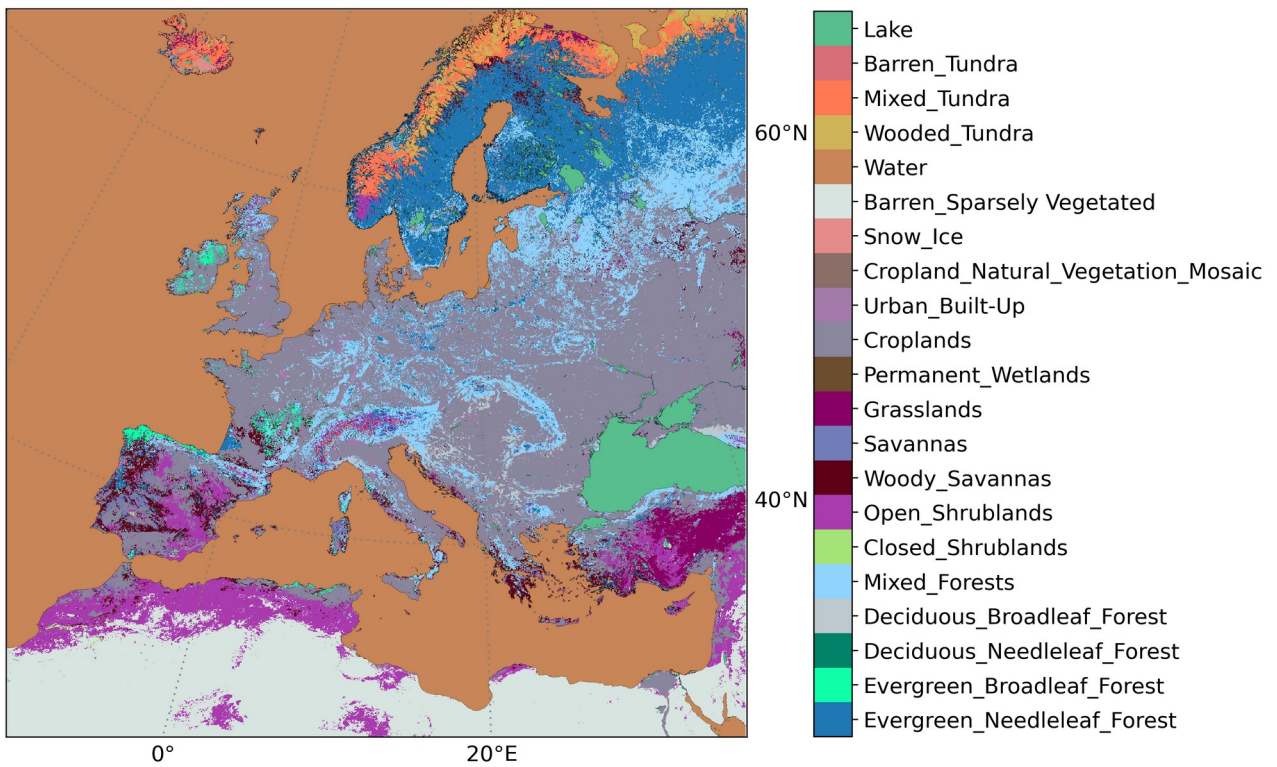 60°N
40°N
0°
20°E
Lake
Barren_Tundra
Mixed_Tundra
Wooded_Tundra
Water
Barren_Sparsely Vegetated
Snow_Ice
Cropland_Natural_Vegetation_Mosaic
Urban_Built-Up
Croplands
Permanent_Wetlands
Grasslands
Savannas
Woody_Savannas
Open_Shrublands
Closed_Shrublands
Mixed_Forests
Deciduous_Broadleaf_Forest
Deciduous_Needleleaf_Forest
Evergreen_Broadleaf_Forest
Evergreen_Needleleaf_Forest